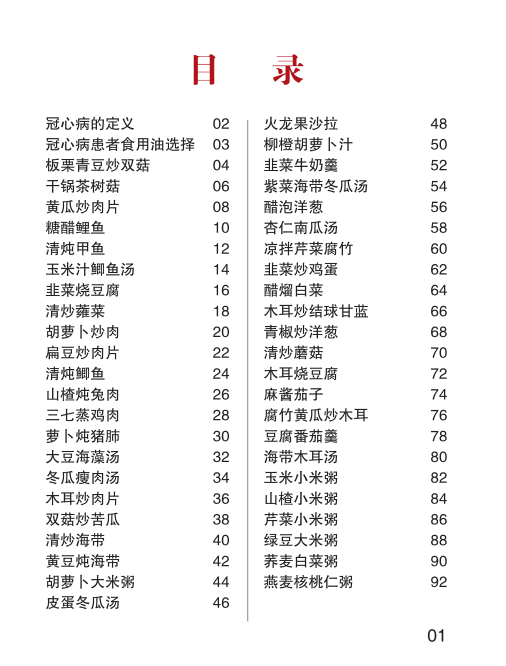 目 录
冠心病的定义 02
冠心病患者食用油选择 03
板栗青豆炒双菇 04
干锅茶树菇 06
黄瓜炒肉片 08
糖醋鲤鱼 10
清炖甲鱼 12
玉米汁鲫鱼汤 14
韭菜烧豆腐 16
清炒蕹菜 18
胡萝卜炒肉 20
扁豆炒肉片 22
清炖鲫鱼 24
山楂炖兔肉 26
三七蒸鸡肉 28
萝卜炖猪肺 30
大豆海藻汤 32
冬瓜瘦肉汤 34
木耳炒肉片 36
双菇炒苦瓜 38
清炒海带 40
黄豆炖海带 42
胡萝卜大米粥 44
皮蛋冬瓜汤 46
火龙果沙拉 48
柳橙胡萝卜汁 50
韭菜牛奶羹 52
紫菜海带冬瓜汤 54
醋泡洋葱 56
杏仁南瓜汤 58
凉拌芹菜腐竹 60
韭菜炒鸡蛋 62
醋熘白菜 64
木耳炒结球甘蓝 66
青椒炒洋葱 68
清炒蘑菇 70
木耳烧豆腐 72
麻酱茄子 74
腐竹黄瓜炒木耳 76
豆腐番茄羹 78
海带木耳汤 80
玉米小米粥 82
山楂小米粥 84
芹菜小米粥 86
绿豆大米粥 88
荞麦白菜粥 90
燕麦核桃仁粥 92
01